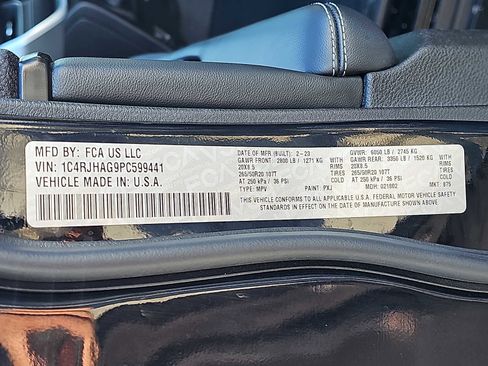 MFD BY: FCA US LLC
VIN: 1C4RJHAG9PC599441
VEHICLE MADE IN U.S.A.
DATE OF MFR (BUILT): 2-23 GVWR: 6050 LB / 2745 KG
GAWR FRONT: 2800 LB / 1271 KG WITH GAWR REAR: 3350 LB / 1520 KG WITH
20X8.5 RIMS 20X8.5 RIMS
265/50R20 107T TIRES 265/50R20 107T TIRES
AT 250 kPa / 36 PSI COLD AT 250 kPa / 36 PSI COLD
TYPE: MPV PAINT: PXJ MDH: 021802 MKT: 875
THIS VEHICLE CONFORMS TO ALL APPLICABLE U.S.A. FEDERAL MOTOR VEHICLE
SAFETY STANDARDS IN EFFECT ON THE DATE OF MANUFACTURE SHOWN ABOVE